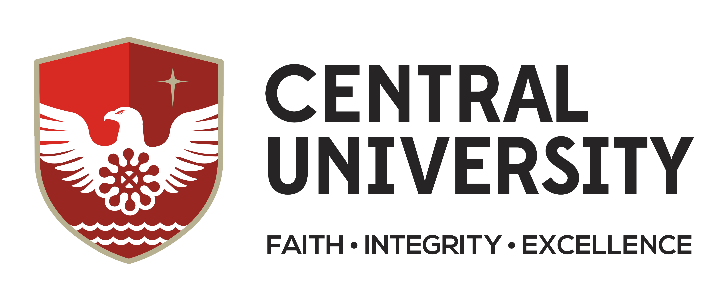 CENTRAL
UNIVERSITY
FAITH • INTEGRITY • EXCELLENCE